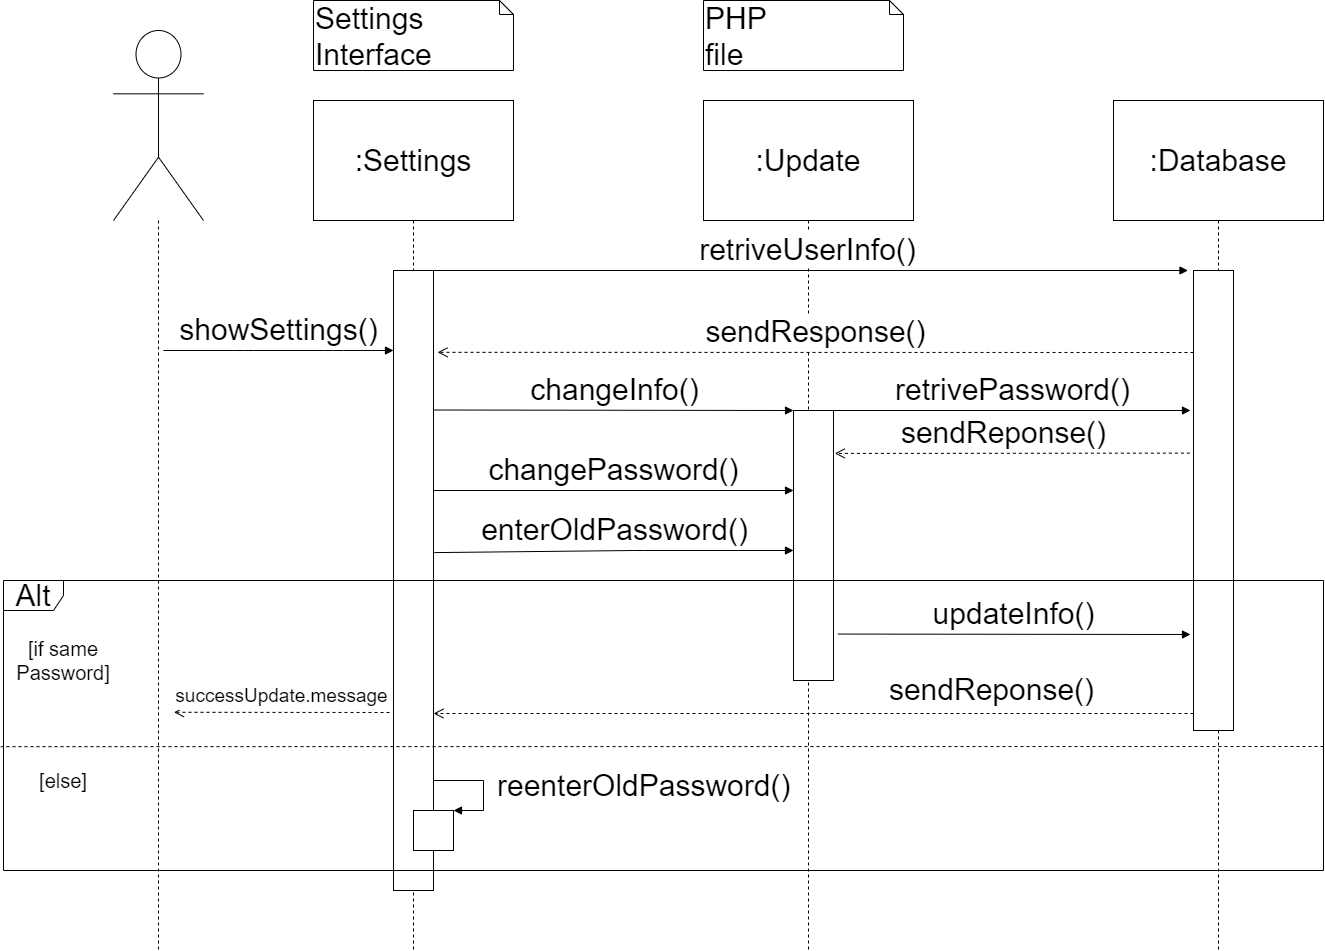 Settings
Interface
PHP
file
:Settings
:Update
:Database
retriveUserInfo()
showSettings()
sendResponse()
changeInfo()
retrivePassword()
sendReponse()
changePassword()
enterOldPassword()
Alt
updateInfo()
[if same
Password]
successUpdate.message
sendReponse()
[else]
reenterOldPassword()